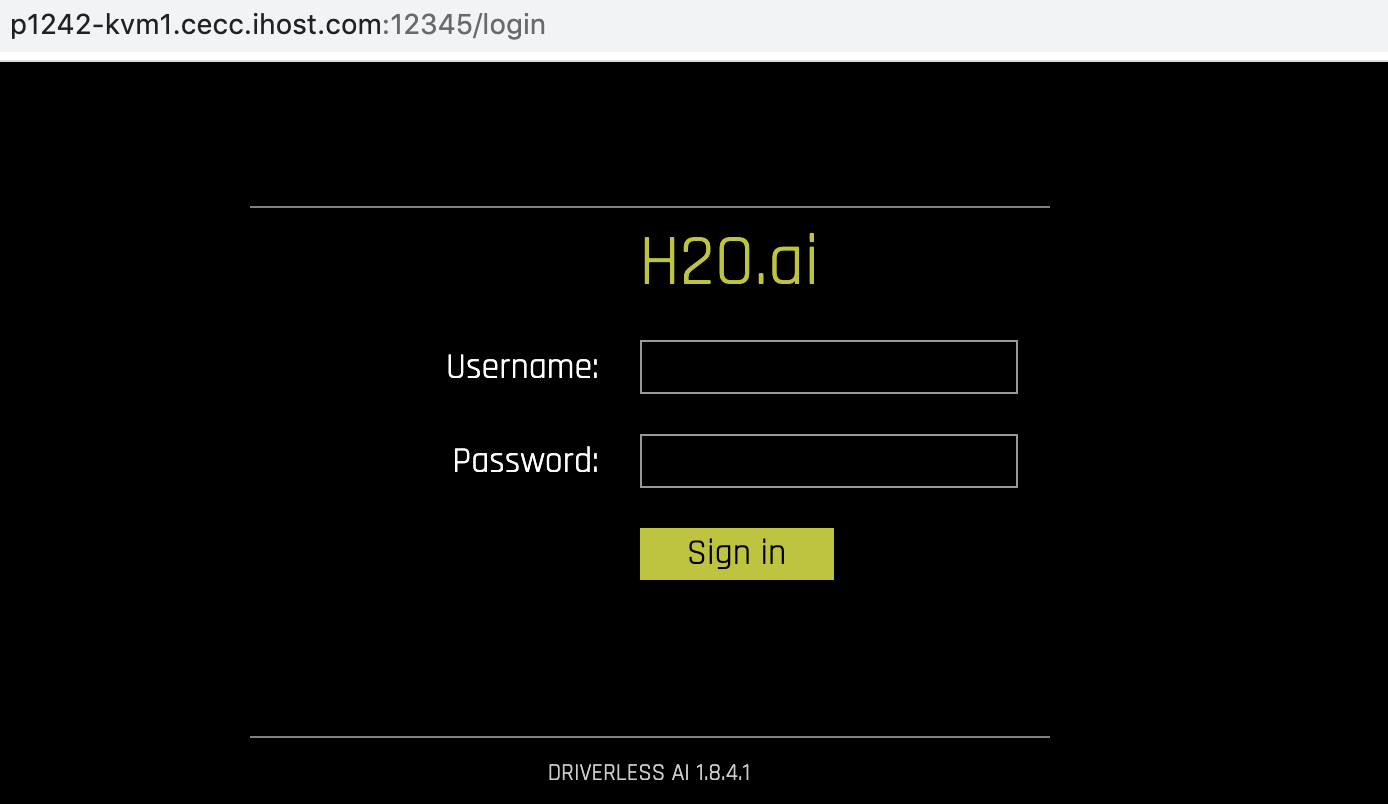 p1242-kvm1.cecc.ihost.com:12345/login
H2O.ai
Username:
Password:
Sign in
DRIVERLESS AI 1.8.4.1